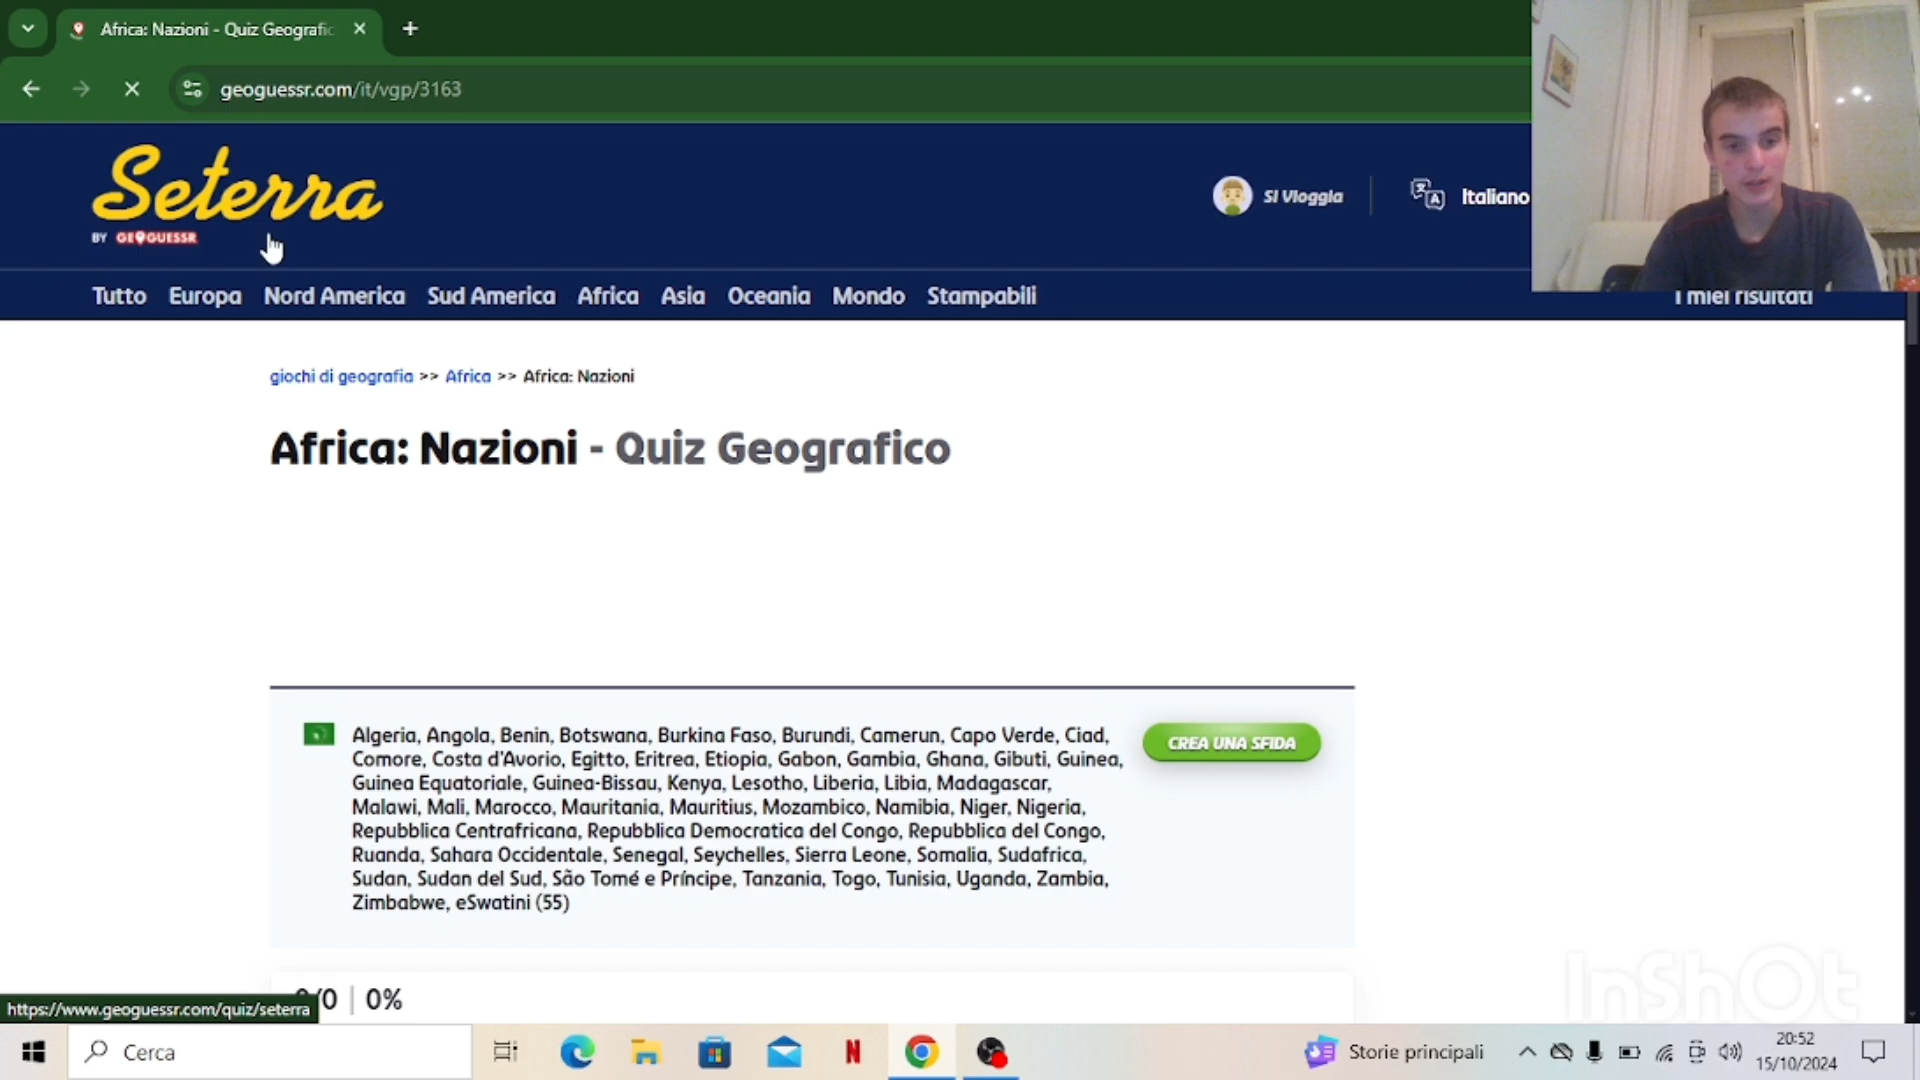 Africa: Nazioni - Quiz Geografic
geoguessr.com/it/vgp/3163
Seterra
BY GEOGUESSR
SI Vloggia
Italiano
Tutto Europa Nord America Sud America Africa Asia Oceania Mondo Stampabili I miei risultati
giochi di geografia >> Africa >> Africa: Nazioni
Africa: Nazioni - Quiz Geografico
Algeria, Angola, Benin, Botswana, Burkina Faso, Burundi, Camerun, Capo Verde, Ciad,
Comore, Costa d'Avorio, Egitto, Eritrea, Etiopia, Gabon, Gambia, Ghana, Gibuti, Guinea,
Guinea Equatoriale, Guinea-Bissau, Kenya, Lesotho, Liberia, Libia, Madagascar,
Malawi, Mali, Marocco, Mauritania, Mauritius, Mozambico, Namibia, Niger, Nigeria,
Repubblica Centrafricana, Repubblica Democratica del Congo, Repubblica del Congo,
Ruanda, Sahara Occidentale, Senegal, Seychelles, Sierra Leone, Somalia, Sudafrica,
Sudan, Sudan del Sud, São Tomé e Príncipe, Tanzania, Togo, Tunisia, Uganda, Zambia,
Zimbabwe, eSwatini (55)
CREA UNA SFIDA
0/0 | 0%
https://www.geoguessr.com/quiz/seterra
InShOt
Cerca
Storie principali
20:52
15/10/2024